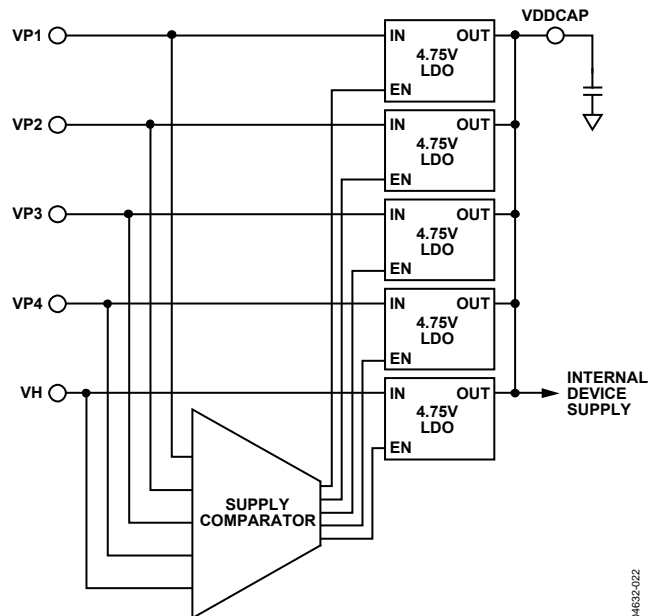 VDDCAP
VP1
IN
OUT
4.75V
LDO
EN
VP2
IN
OUT
4.75V
LDO
EN
VP3
IN
OUT
4.75V
LDO
EN
VP4
IN
OUT
4.75V
LDO
EN
VH
IN
OUT
4.75V
LDO
EN
INTERNAL
DEVICE
SUPPLY
SUPPLY
COMPARATOR
04632-022